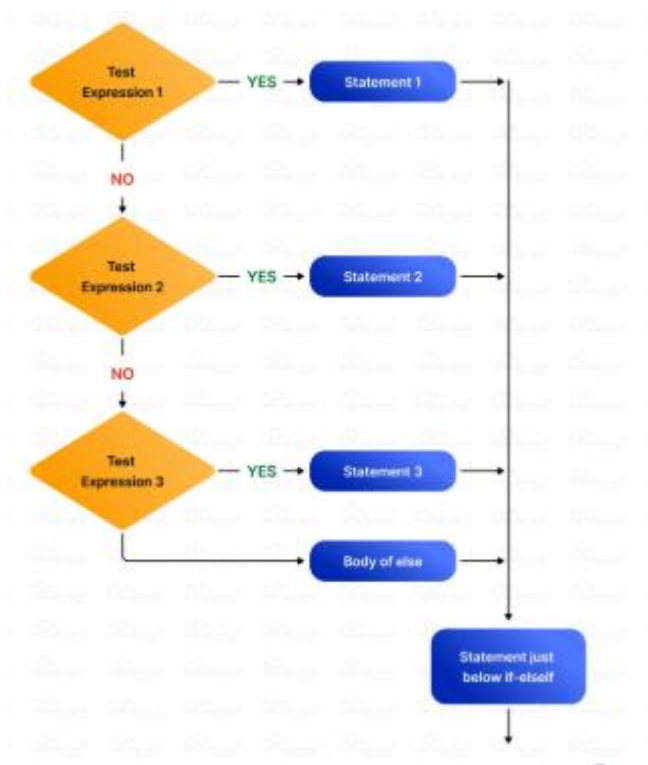 Test
Expression 1
YES
Statement 1
NO
Test
Expression 2
YES
Statement 2
NO
Test
Expression 3
YES
Statement 3
Body of else
Statement just
below if-elseif